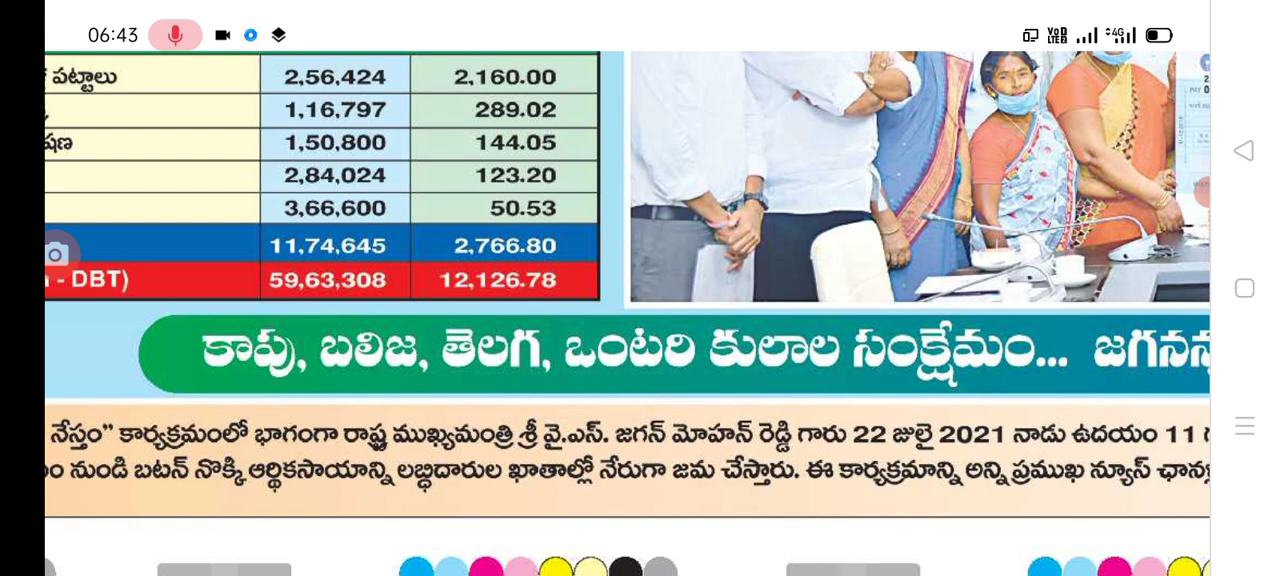 06:43
పట్టాలు 2,56,424 2,160.00
1,16,797 289.02
1,50,800 144.05
2,84,024 123.20
3,66,600 50.53
11,74,645 2,766.80
- DBT) 59,63,308 12,126.78
కాపు, బలిజ, తెలగ, ఒంటరి కులాల సంక్షేమం...
నేస్తం" కార్యక్రమంలో భాగంగా రాష్ట్ర ముఖ్యమంత్రి శ్రీ వై.ఎస్. జగన్ మోహన్ రెడ్డి గారు 22 జులై 2021 నాడు ఉదయం 11
నుండి బటన్ నొక్కి ఆర్థికసాయాన్ని లబ్ధిదారుల ఖాతాల్లో నేరుగా జమ చేస్తారు. ఈ కార్యక్రమాన్ని అన్ని ప్రముఖ న్యూస్